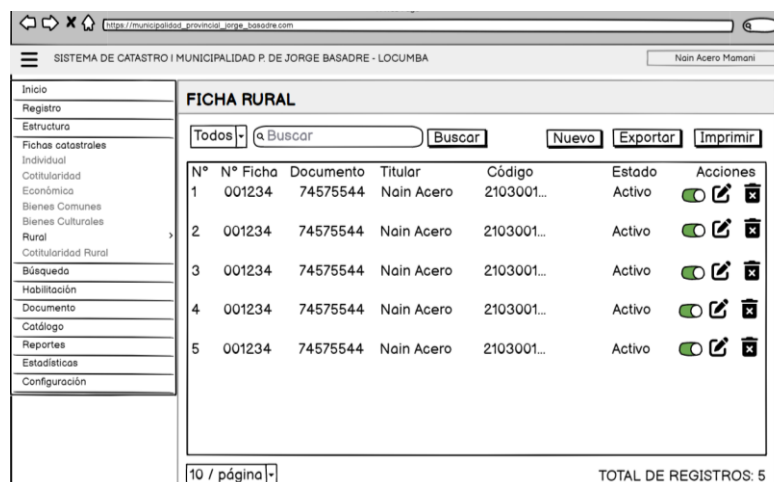 https://municipalidad_provincial_jorge_basadre.com
SISTEMA DE CATASTRO I MUNICIPALIDAD P. DE JORGE BASADRE - LOCUMBA
Nain Acero Mamani
Inicio
Registro
Estructura
Fichas catastrales
Individual
Cotitularidad
Económica
Bienes Comunes
Bienes Culturales
Rural
Cotitularidad Rural
Búsqueda
Habilitación
Documento
Catálogo
Reportes
Estadísticas
Configuración
FICHA RURAL
Todos Buscar Buscar Nuevo Exportar Imprimir
N° N° Ficha Documento Titular Código Estado Acciones
1 001234 74575544 Nain Acero 2103001... Activo
2 001234 74575544 Nain Acero 2103001... Activo
3 001234 74575544 Nain Acero 2103001... Activo
4 001234 74575544 Nain Acero 2103001... Activo
5 001234 74575544 Nain Acero 2103001... Activo
10 / página TOTAL DE REGISTROS: 5